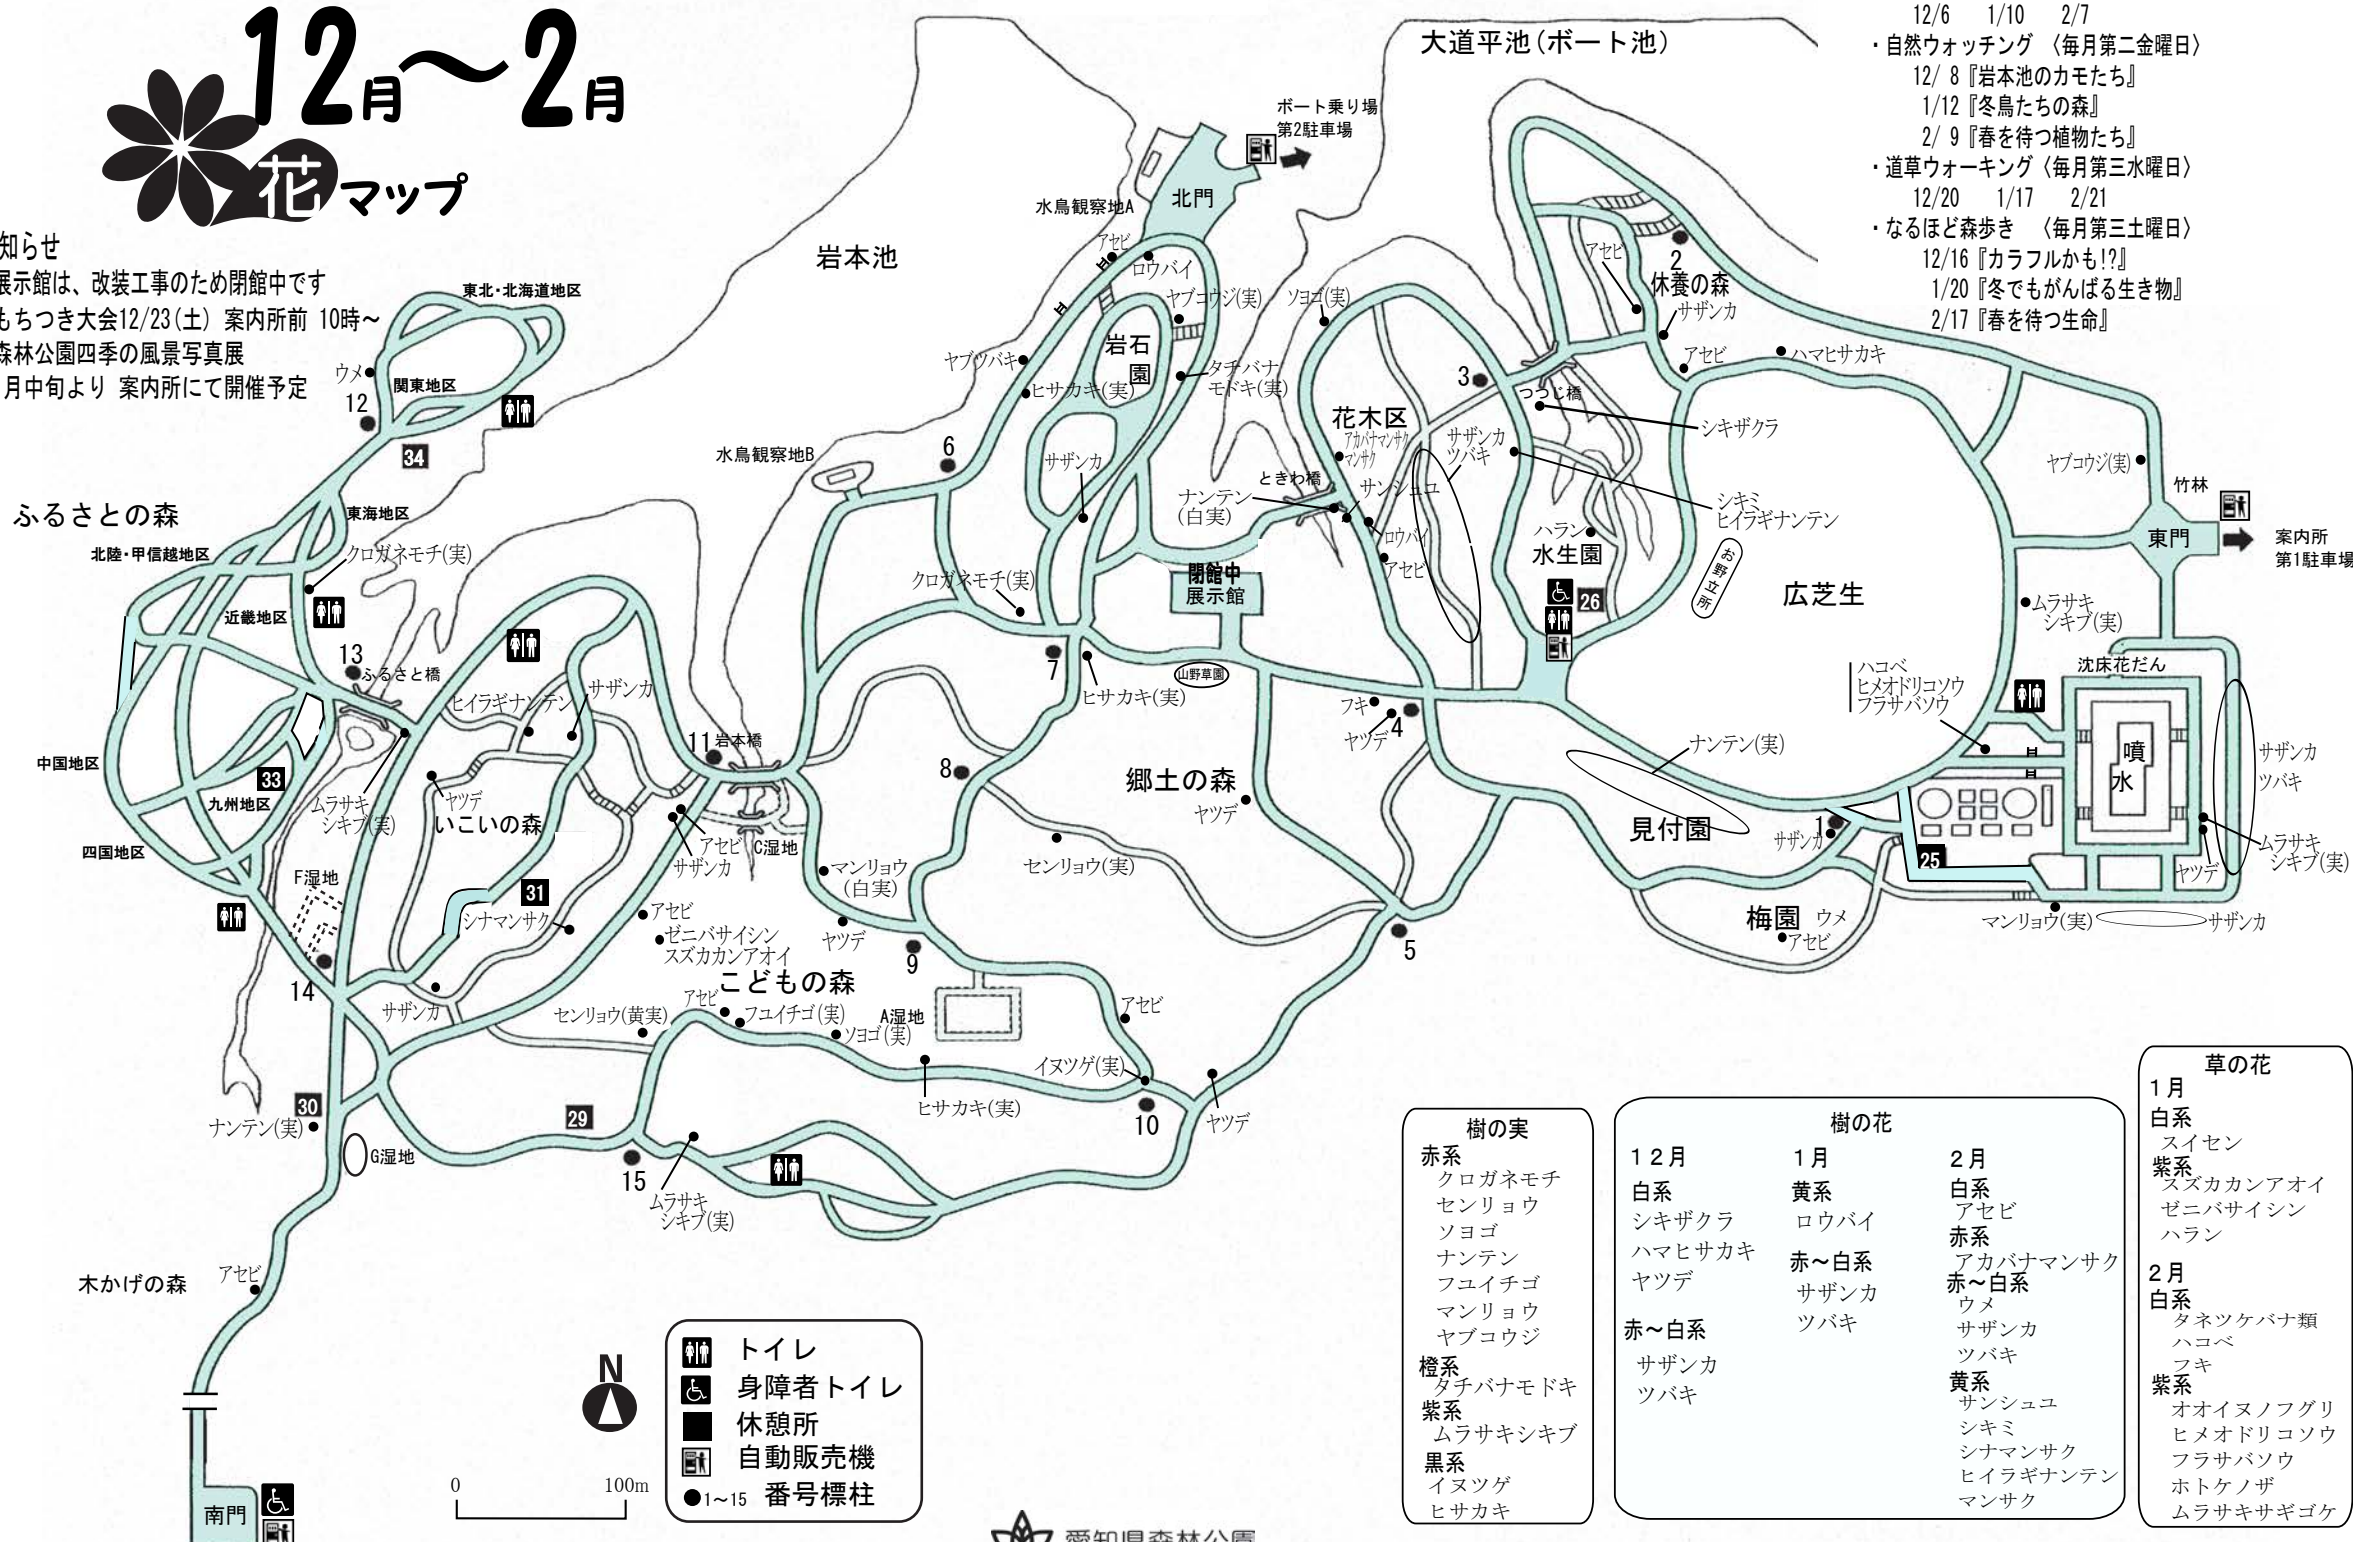 12月～2月
花マップ
知らせ
展示館は、改装工事のため閉館中です
もちつき大会12/23(土) 案内所前 10時～
森林公園四季の風景写真展
月中旬より 案内所にて開催予定
12/6 1/10 2/7
・自然ウォッチング 〈毎月第二金曜日〉
12/ 8『岩本池のカモたち』
1/12『冬鳥たちの森』
2/ 9『春を待つ植物たち』
・道草ウォーキング〈毎月第三水曜日〉
12/20 1/17 2/21
・なるほど森歩き 〈毎月第三土曜日〉
12/16『カラフルかも!?』
1/20『冬でもがんばる生き物』
2/17『春を待つ生命』
大道平池(ボート池)
ボート乗り場
第2駐車場
北門
水鳥観察地A
アセビ
ロウバイ
岩本池
ヤブコウジ(実)
ソヨゴ(実)
岩石園
タチバナ
モドキ(実)
ヤブツバキ
ヒサカキ(実)
水鳥観察地B
6
サザンカ
アセビ
2
休養の森
サザンカ
アセビ
ハマヒサカキ
3
つつじ橋
シキザクラ
花木区
アカバナマンサク
マンサク
サザンカ
ツバキ
ときわ橋
サンシュユ
ナンテン
(白実)
ロウバイ
アセビ
シキミ
ヒイラギナンテン
ハラン
水生園
お野立所
26
広芝生
ヤブコウジ(実)
竹林
東門
案内所
第1駐車場
ムラサキ
シキブ(実)
沈床花だん
ハコベ
ヒメオドリコソウ
フラサバソウ
噴水
サザンカ
ツバキ
ムラサキ
シキブ(実)
ヤツデ
25
マンリョウ(実)
サザンカ
東北・北海道地区
ウメ
関東地区
12
34
ふるさとの森
東海地区
北陸・甲信越地区
クロガネモチ(実)
近畿地区
13
ふるさと橋
中国地区
33
九州地区
ムラサキ
シキブ(実)
四国地区
F湿地
14
ヒイラギナンテン
サザンカ
ヤツデ
いこいの森
31
シナマンサク
サザンカ
11
岩本橋
アセビ
サザンカ
C湿地
クロガネモチ(実)
7
ヒサカキ(実)
閉館中
展示館
山野草園
フキ
ヤツデ
4
8
郷土の森
ヤツデ
センリョウ(実)
ナンテン(実)
見付園
サザンカ
1
梅園
ウメ
アセビ
5
マンリョウ
(白実)
ヤツデ
9
アセビ
ゼニバサイシン
スズカカンアオイ
こどもの森
アセビ
フユイチゴ(実)
ソヨゴ(実)
センリョウ(黄実)
A湿地
アセビ
イヌツゲ(実)
ヒサカキ(実)
10
ヤツデ
30
ナンテン(実)
G湿地
29
15
ムラサキ
シキブ(実)
木かげの森
アセビ
南門
N
0 100m
トイレ
身障者トイレ
休憩所
自動販売機
●1～15 番号標柱
愛知県森林公園
樹の実
赤系
クロガネモチ
センリョウ
ソヨゴ
ナンテン
フユイチゴ
マンリョウ
ヤブコウジ
橙系
タチバナモドキ
紫系
ムラサキシキブ
黒系
イヌツゲ
ヒサカキ
樹の花
12月
白系
シキザクラ
ハマヒサカキ
ヤツデ
赤～白系
サザンカ
ツバキ
1月
黄系
ロウバイ
赤～白系
サザンカ
ツバキ
2月
白系
アセビ
赤系
アカバナマンサク
赤～白系
ウメ
サザンカ
ツバキ
黄系
サンシュユ
シキミ
シナマンサク
ヒイラギナンテン
マンサク
草の花
1月
白系
スイセン
紫系
スズカカンアオイ
ゼニバサイシン
ハラン
2月
白系
タネツケバナ類
ハコベ
フキ
紫系
オオイヌノフグリ
ヒメオドリコソウ
フラサバソウ
ホトケノザ
ムラサキサギゴケ